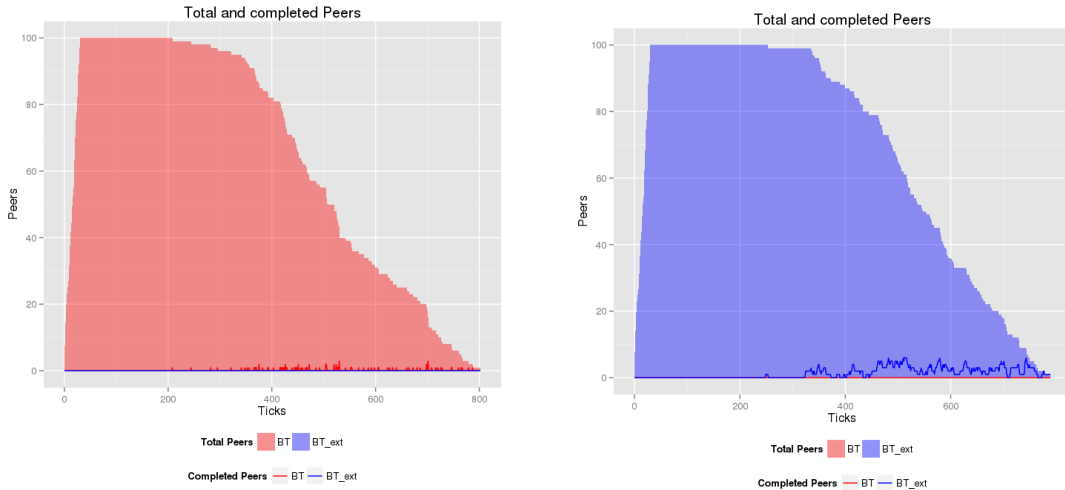 Total and completed Peers
100
80
60
40
20
0
Peers
0 200 400 600 800
Ticks
Total Peers BT BT_ext
Completed Peers BT BT_ext
Total and completed Peers
100
80
60
40
20
0
Peers
0 200 400 600
Ticks
Total Peers BT BT_ext
Completed Peers BT BT_ext